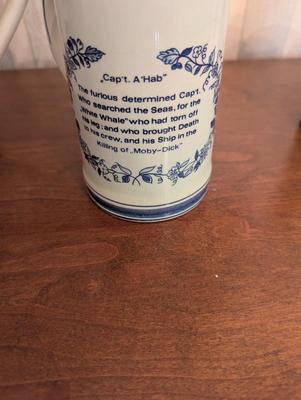 „Cap't. A'Hab"
The furious determined Cap't.
Who searched the Seas, for the
„White Whale" who had torn off
his leg: and who brought Death
to his crew, and his Ship in the
Killing of „Moby-Dick"